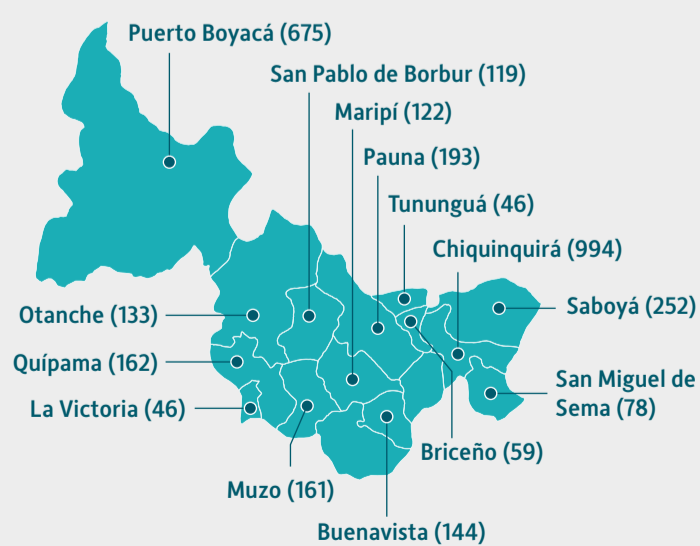 Puerto Boyacá (675)
San Pablo de Borbur (119)
Maripí (122)
Pauna (193)
Tununguá (46)
Chiquinquirá (994)
Saboyá (252)
Otanche (133)
Quípama (162)
La Victoria (46)
San Miguel de
Sema (78)
Briceño (59)
Muzo (161)
Buenavista (144)